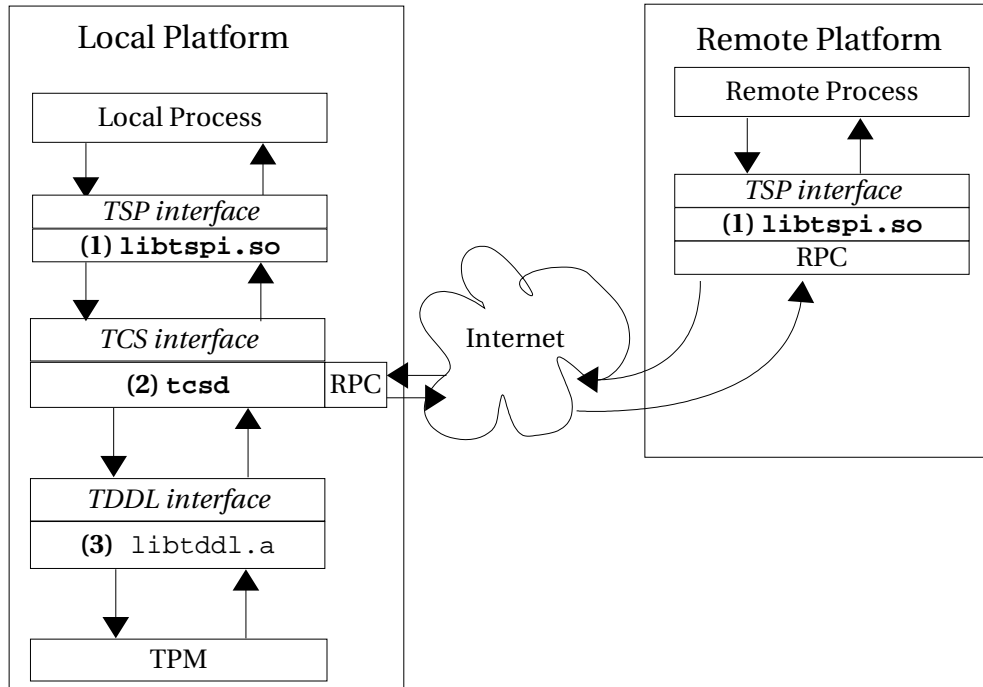 Local Platform
Local Process
TSP interface
(1) libtspi.so
TCS interface
(2) tcsd
RPC
TDDL interface
(3) libtddl.a
TPM
Internet
Remote Platform
Remote Process
TSP interface
(1) libtspi.so
RPC